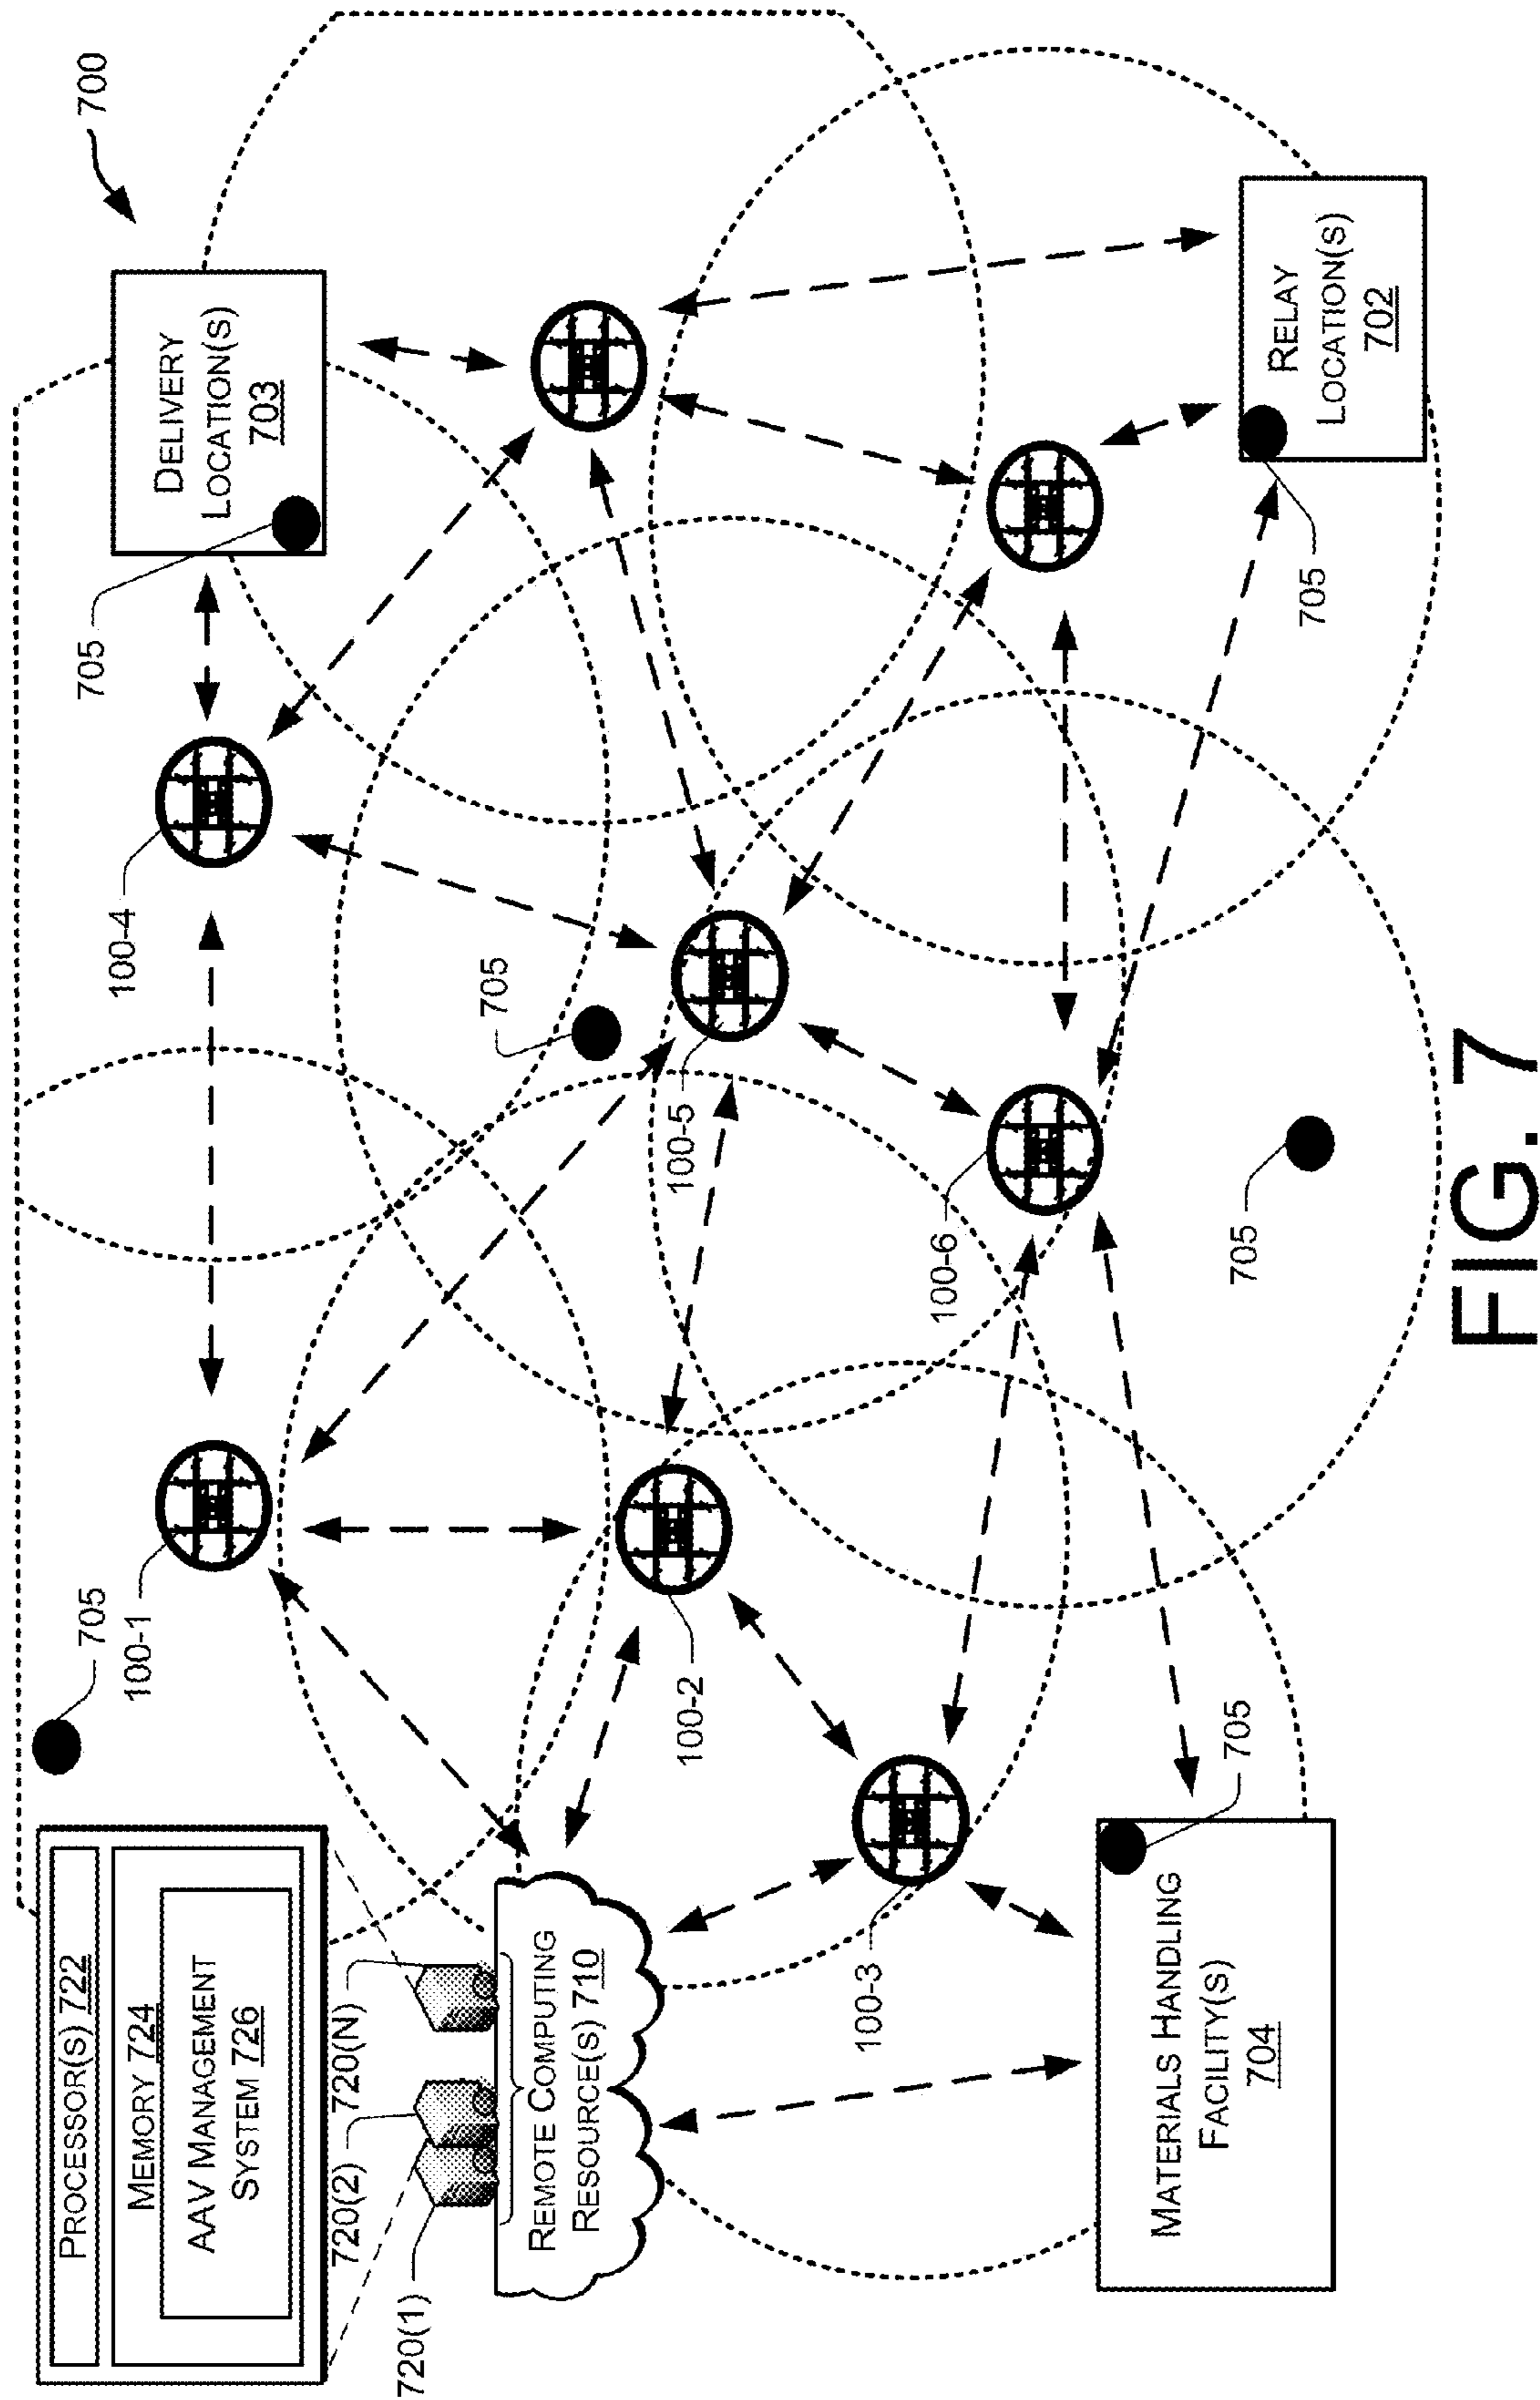 700
PROCESSOR(S) 722
MEMORY 724
AAV MANAGEMENT
SYSTEM 726
720(1)
720(2)
720(N)
REMOTE COMPUTING
RESOURCE(S) 710
MATERIALS HANDLING
FACILITY(S)
704
705
705
100-1
100-2
100-3
100-4
705
100-5
100-6
705
705
DELIVERY
LOCATION(S)
703
705
RELAY
LOCATION(S)
702
FIG. 7